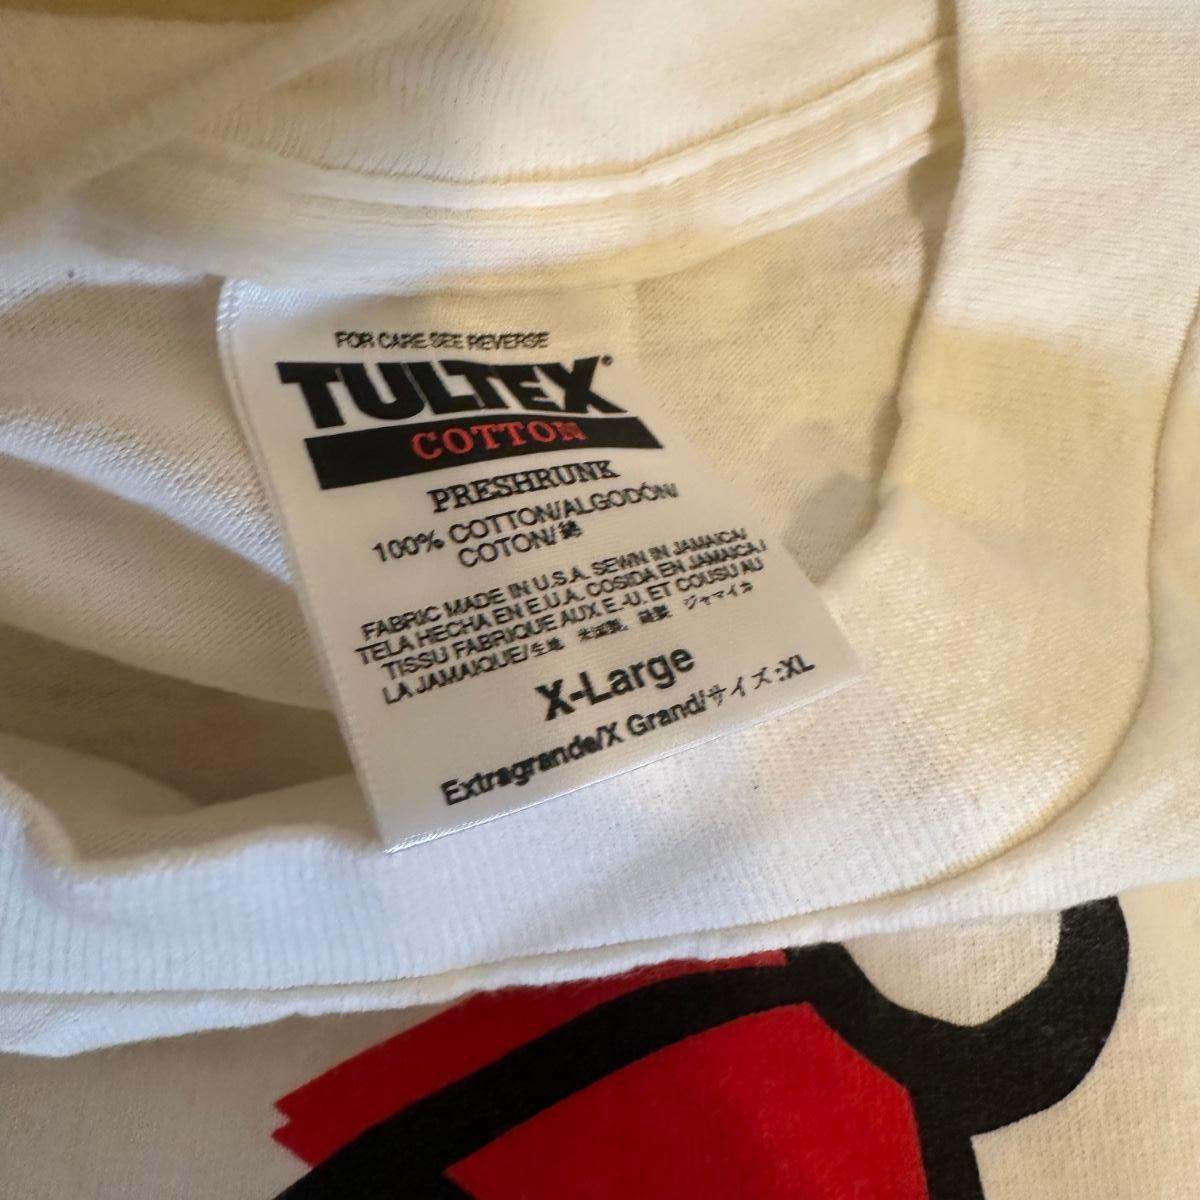 FOR CARE SEE REVERSE
TULTEX®
COTTON
PRESHRUNK
100% COTTON/ALGODÓN/
COTON/綿
FABRIC MADE IN U.S.A. SEWN IN JAMAICA/
TELA HECHA EN E.U.A. COSIDA EN JAMAICA/
TISSU FABRIQUE AUX E.-U. ET COUSU AU
LA JAMAIQUE/生地 米国製, 縫製 ジャマイカ
X-Large
Extragrande/X Grand/サイズ:XL